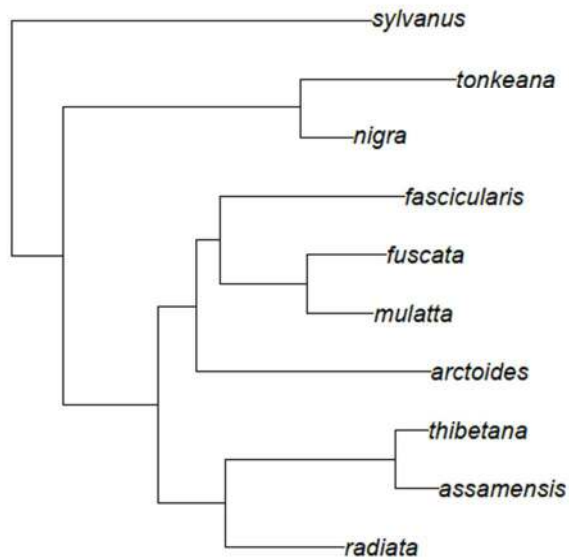 sylvanus
tonkeana
nigra
fascicularis
fuscata
mulatta
arctoides
thibetana
assamensis
radiata